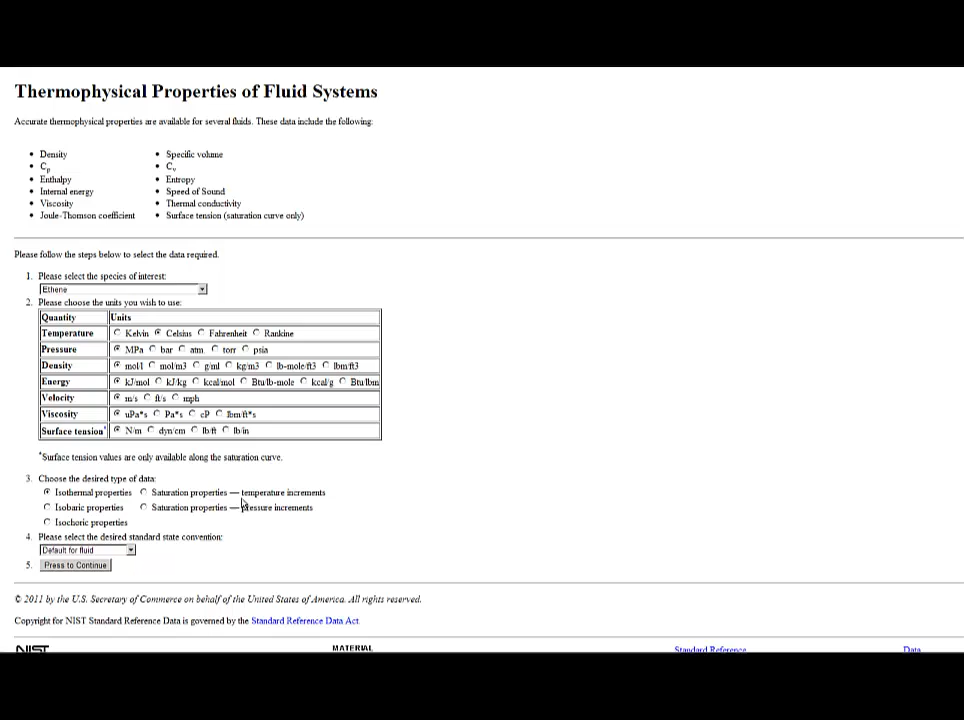 Thermophysical Properties of Fluid Systems
Accurate thermophysical properties are available for several fluids. These data include the following:
• Density • Specific volume
• Cp • Cv
• Enthalpy • Entropy
• Internal energy • Speed of Sound
• Viscosity • Thermal conductivity
• Joule-Thomson coefficient • Surface tension (saturation curve only)
Please follow the steps below to select the data required.
1. Please select the species of interest:
Ethene
2. Please choose the units you wish to use:
Quantity Units
Temperature Kelvin Celsius Fahrenheit Rankine
Pressure MPa bar atm. torr psia
Density mol/l mol/m3 g/ml kg/m3 lb-mole/ft3 lbm/ft3
Energy kJ/mol kJ/kg kcal/mol Btu/lb-mole kcal/g Btu/lbm
Velocity m/s ft/s mph
Viscosity uPa*s Pa*s cP lbm/ft*s
Surface tension* N/m dyn/cm lb/ft lb/in
*Surface tension values are only available along the saturation curve.
3. Choose the desired type of data:
Isothermal properties Saturation properties — temperature increments
Isobaric properties Saturation properties — pressure increments
Isochoric properties
4. Please select the desired standard state convention:
Default for fluid
5. Press to Continue
© 2011 by the U.S. Secretary of Commerce on behalf of the United States of America. All rights reserved.
Copyright for NIST Standard Reference Data is governed by the Standard Reference Data Act.
NIST MATERIAL Standard Reference Data